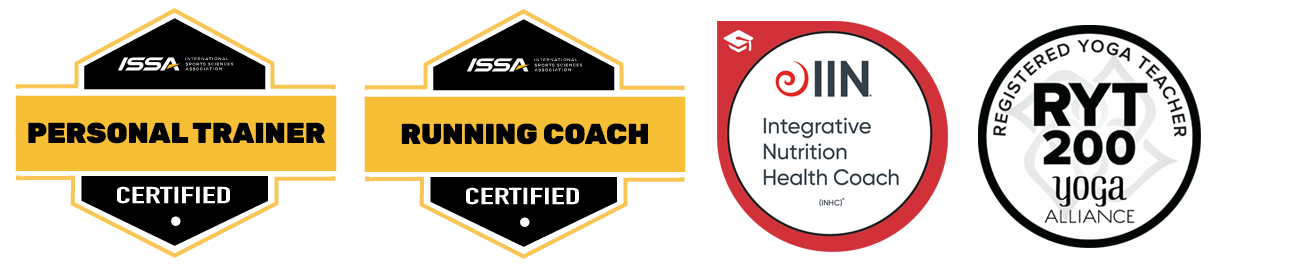 ISSA INTERNATIONAL
SPORTS SCIENCES
ASSOCIATION
PERSONAL TRAINER
CERTIFIED
ISSA INTERNATIONAL
SPORTS SCIENCES
ASSOCIATION
RUNNING COACH
CERTIFIED
IIN.
Integrative
Nutrition
Health Coach
(INHC)™
REGISTERED YOGA TEACHER
RYT
200
yoga
ALLIANCE